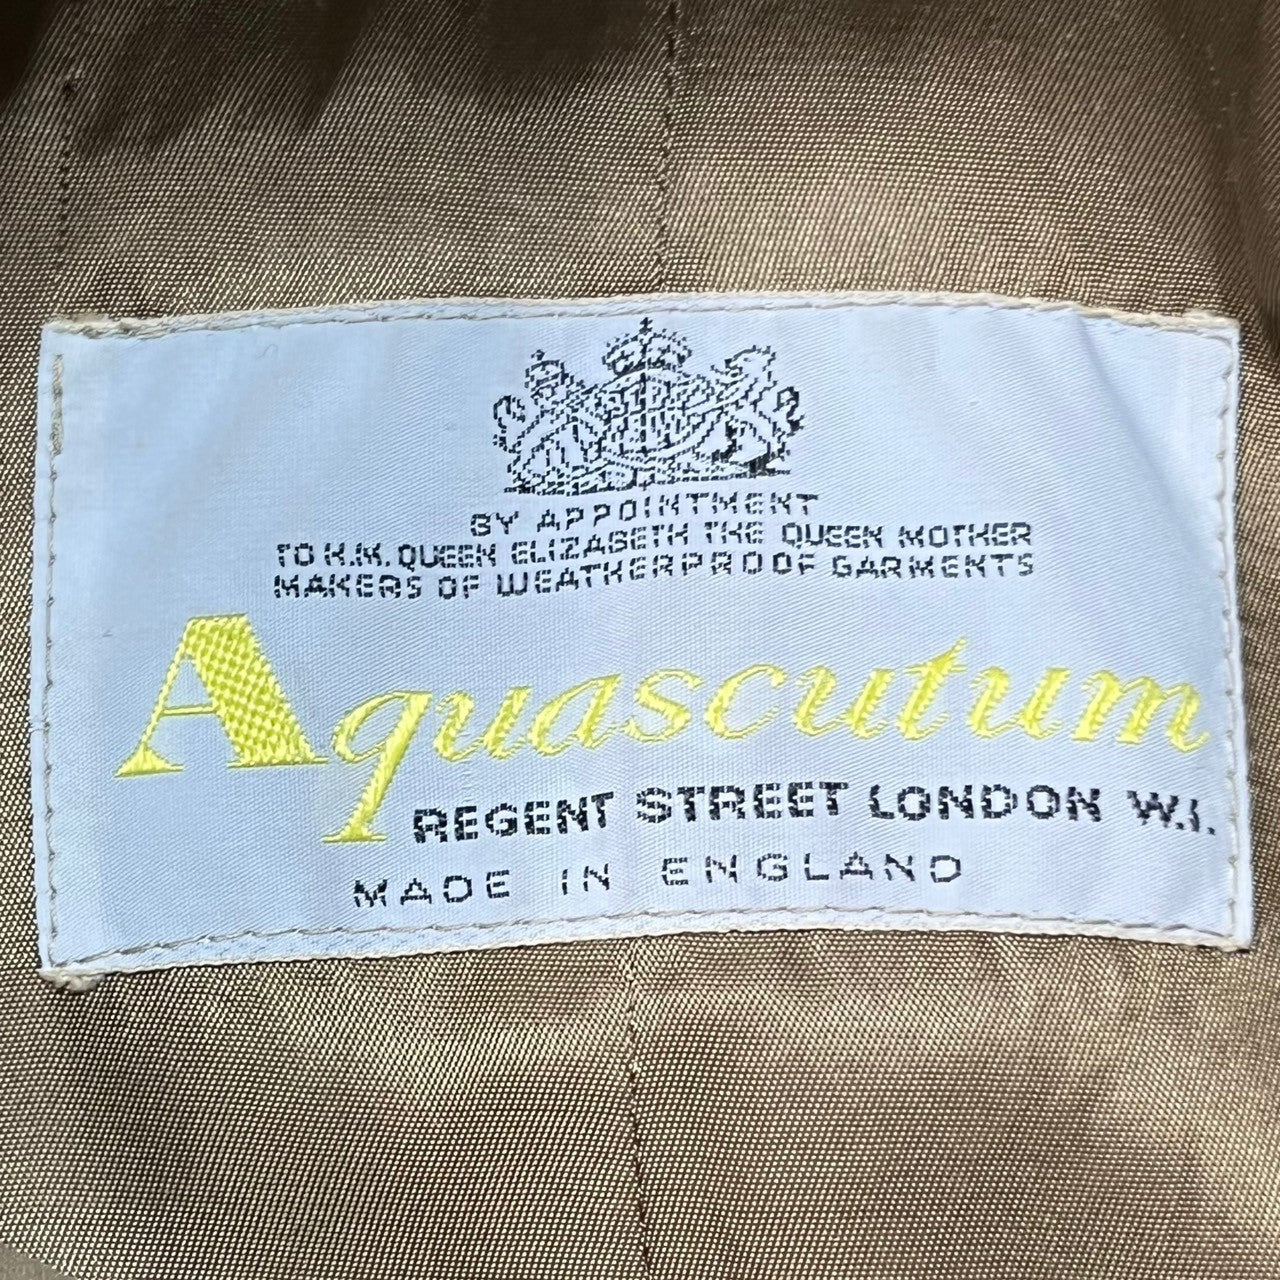 BY APPOINTMENT
TO H.M. QUEEN ELIZABETH THE QUEEN MOTHER
MAKERS OF WEATHERPROOF GARMENTS
Aquascutum
REGENT STREET LONDON W.1.
MADE IN ENGLAND